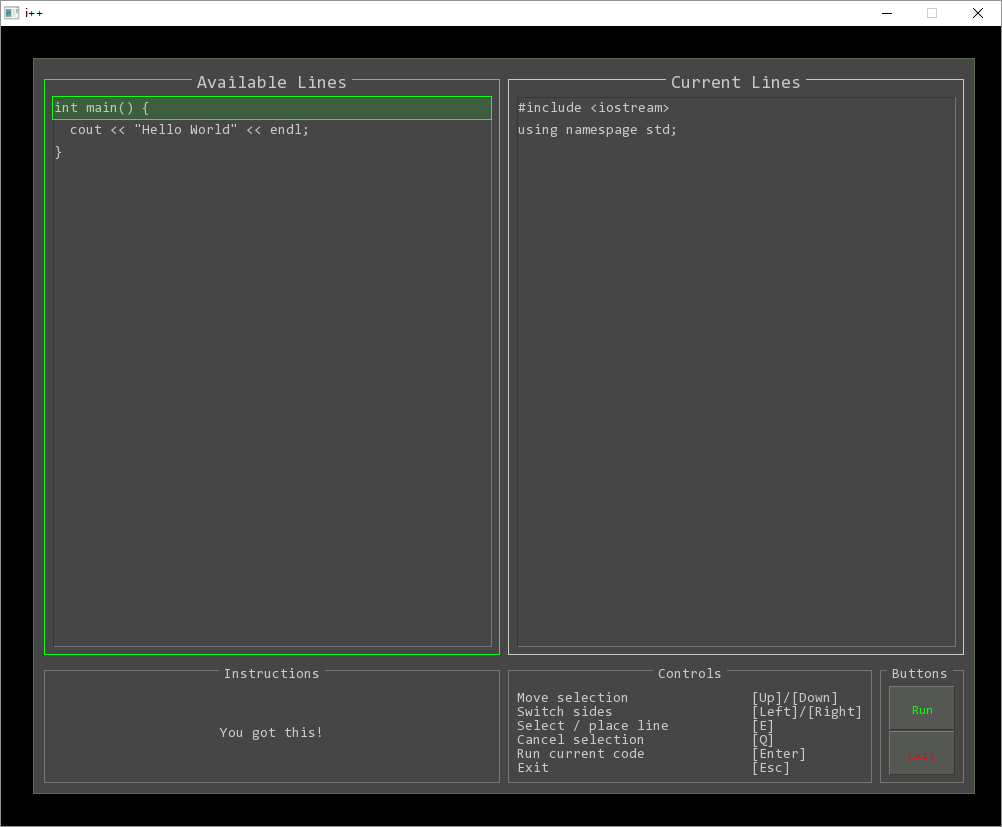 i++
Available Lines
int main() {
cout << "Hello World" << endl;
}
Current Lines
#include <iostream>
using namespage std;
Instructions
You got this!
Controls
Move selection [Up]/[Down]
Switch sides [Left]/[Right]
Select / place line [E]
Cancel selection [Q]
Run current code [Enter]
Exit [Esc]
Buttons
Run
Exit